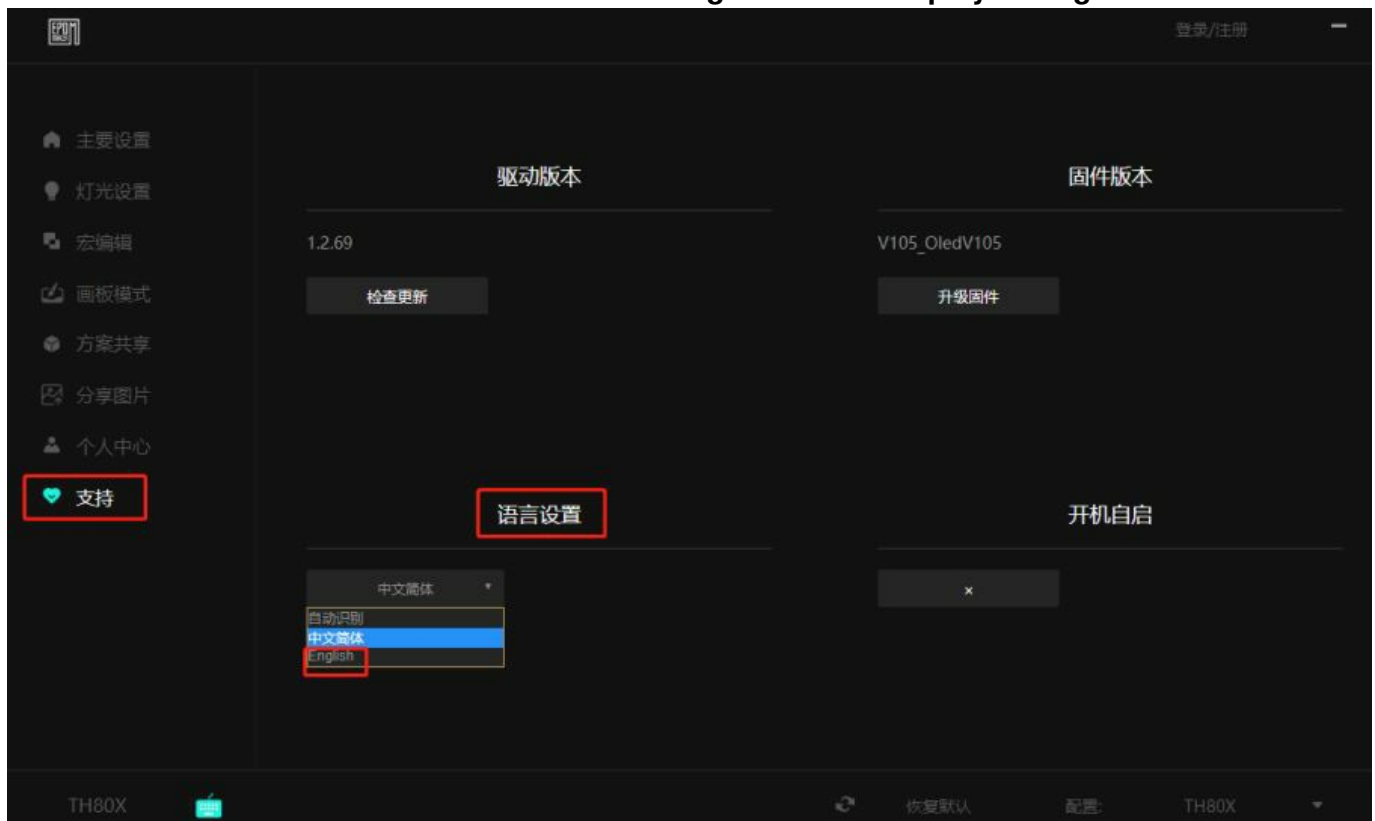 EPOM
登录/注册
主要设置
灯光设置
宏编辑
画板模式
方案共享
分享图片
个人中心
支持
驱动版本
1.2.69
检查更新
固件版本
V105_OledV105
升级固件
语言设置
中文简体
自动识别
中文简体
English
开机自启
×
TH80X
恢复默认
配置:
TH80X